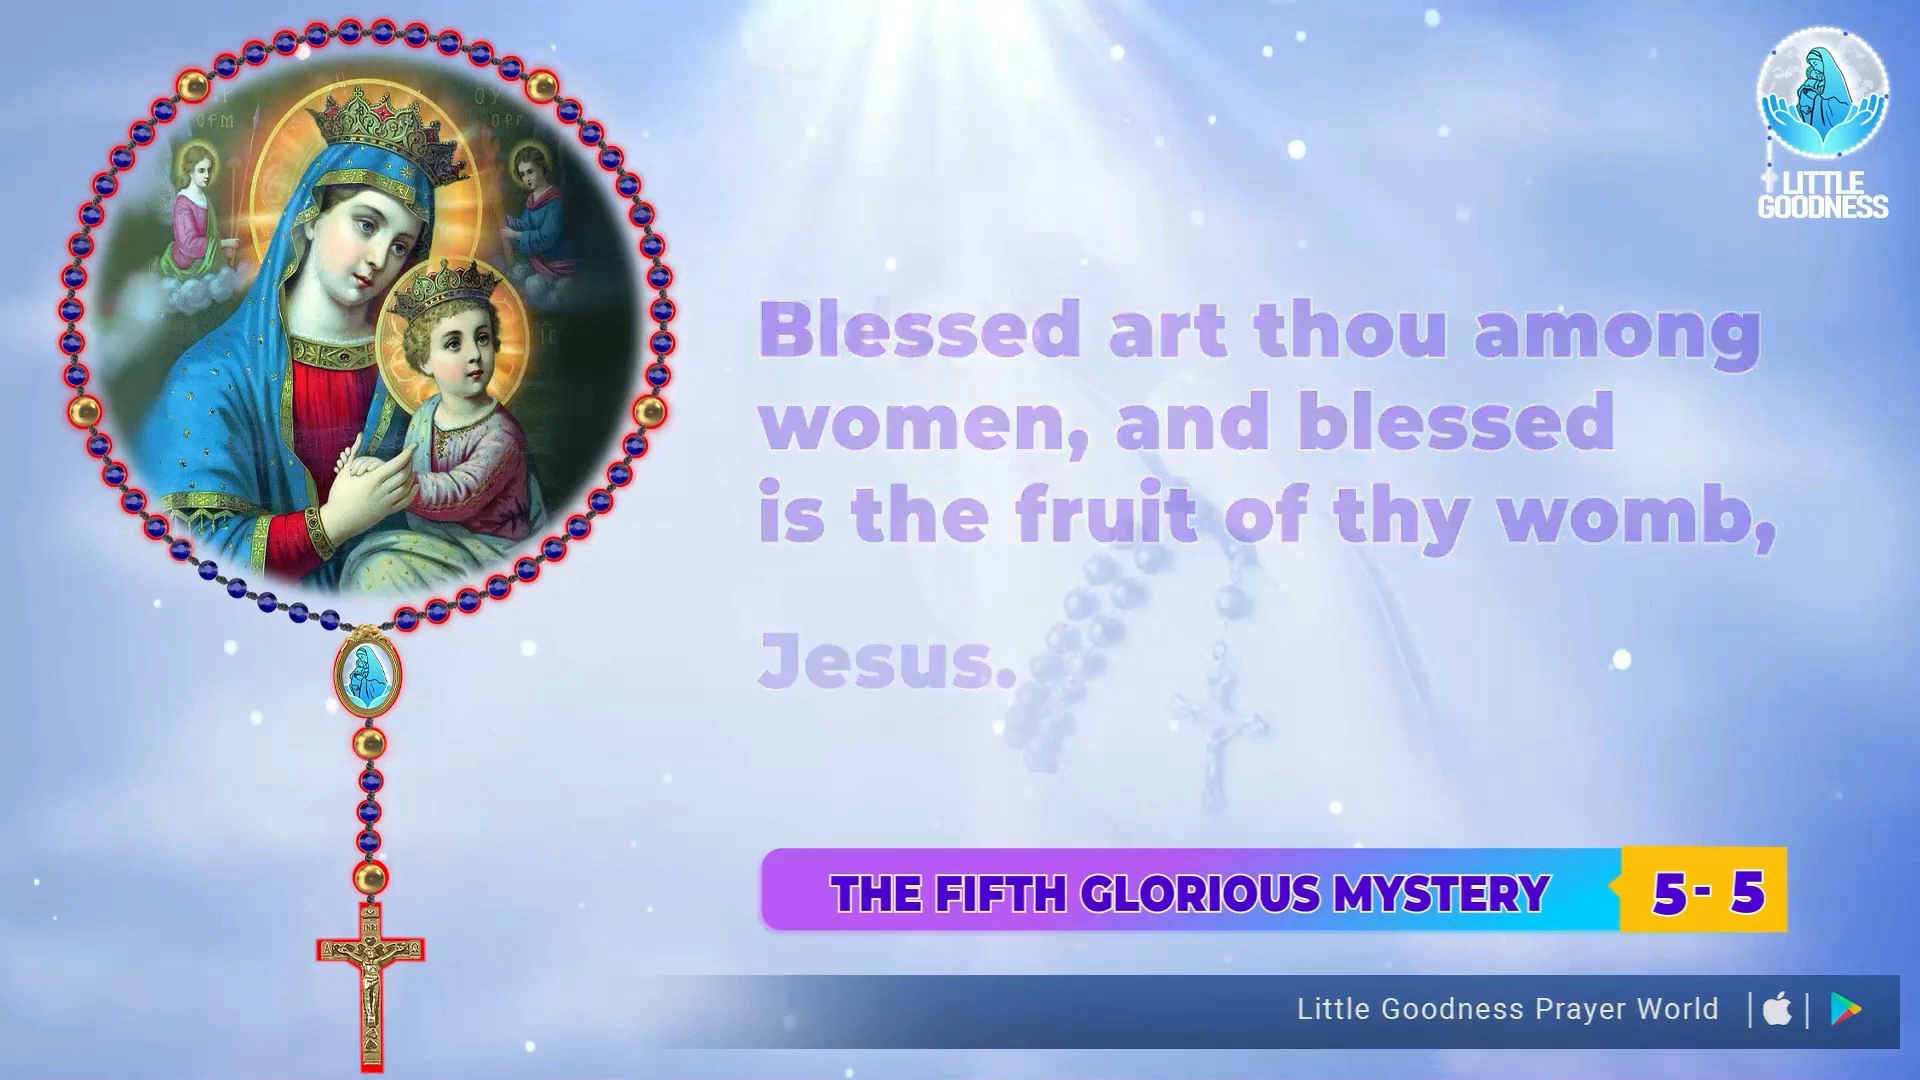 LITTLE
GOODNESS
Blessed art thou among
women, and blessed
is the fruit of thy womb,
Jesus.
THE FIFTH GLORIOUS MYSTERY
5- 5
Little Goodness Prayer World
INRI